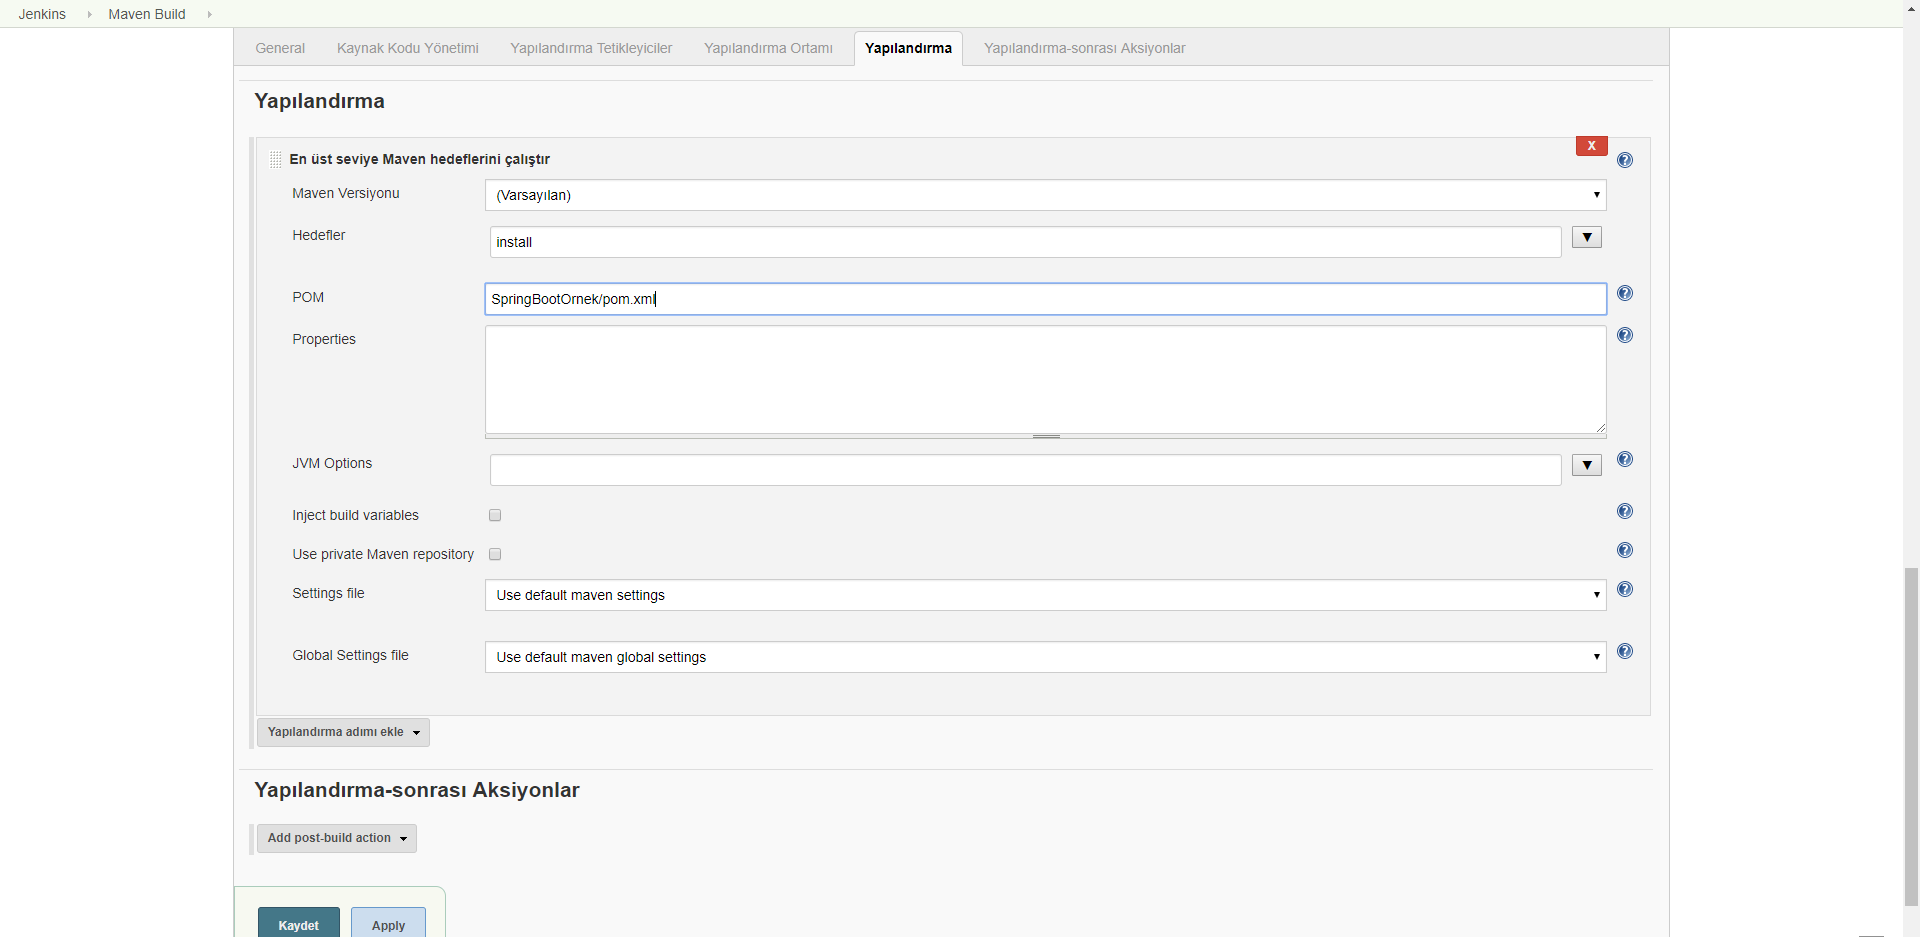 Jenkins Maven Build
General Kaynak Kodu Yönetimi Yapılandırma Tetikleyiciler Yapılandırma Ortamı Yapılandırma Yapılandırma-sonrası Aksiyonlar
Yapılandırma
X
En üst seviye Maven hedeflerini çalıştır
Maven Versiyonu (Varsayılan)
Hedefler install
POM SpringBootOrnek/pom.xml
Properties
JVM Options
Inject build variables
Use private Maven repository
Settings file Use default maven settings
Global Settings file Use default maven global settings
Yapılandırma adımı ekle
Yapılandırma-sonrası Aksiyonlar
Add post-build action
Kaydet Apply